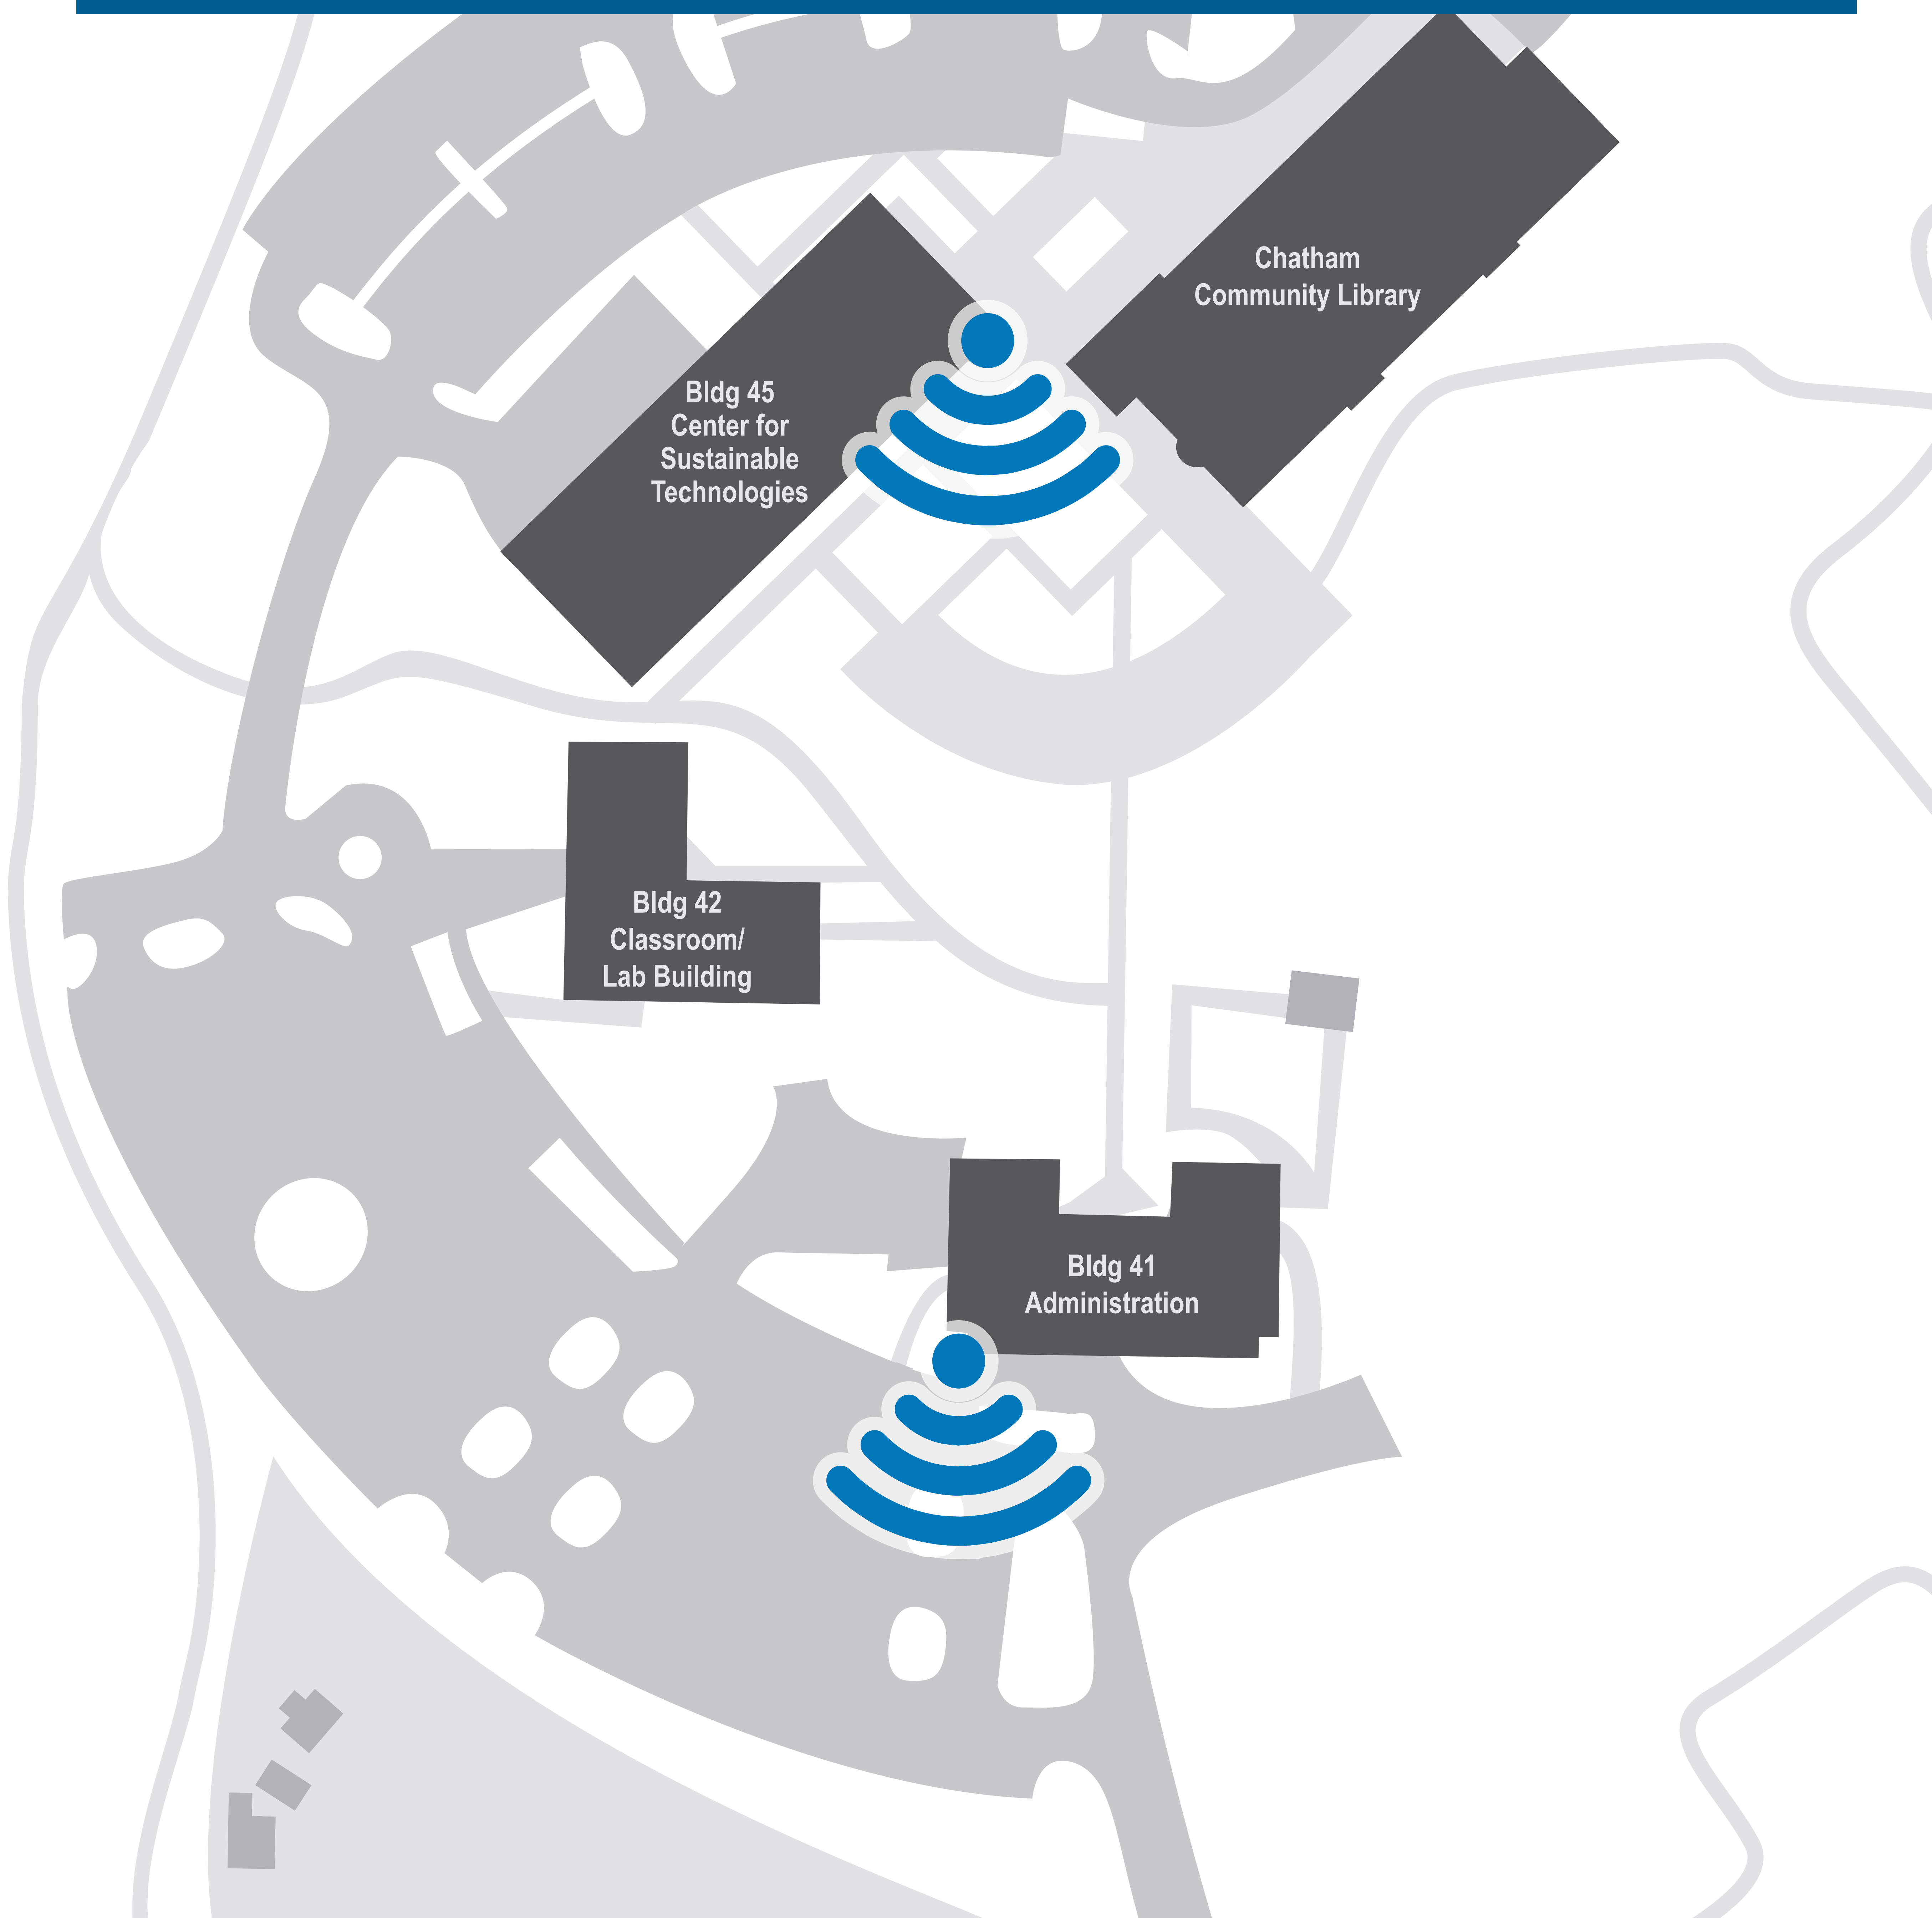 Chatham
Community Library
Bldg 45
Center for
Sustainable
Technologies
Bldg 42
Classroom/
Lab Building
Bldg 41
Administration